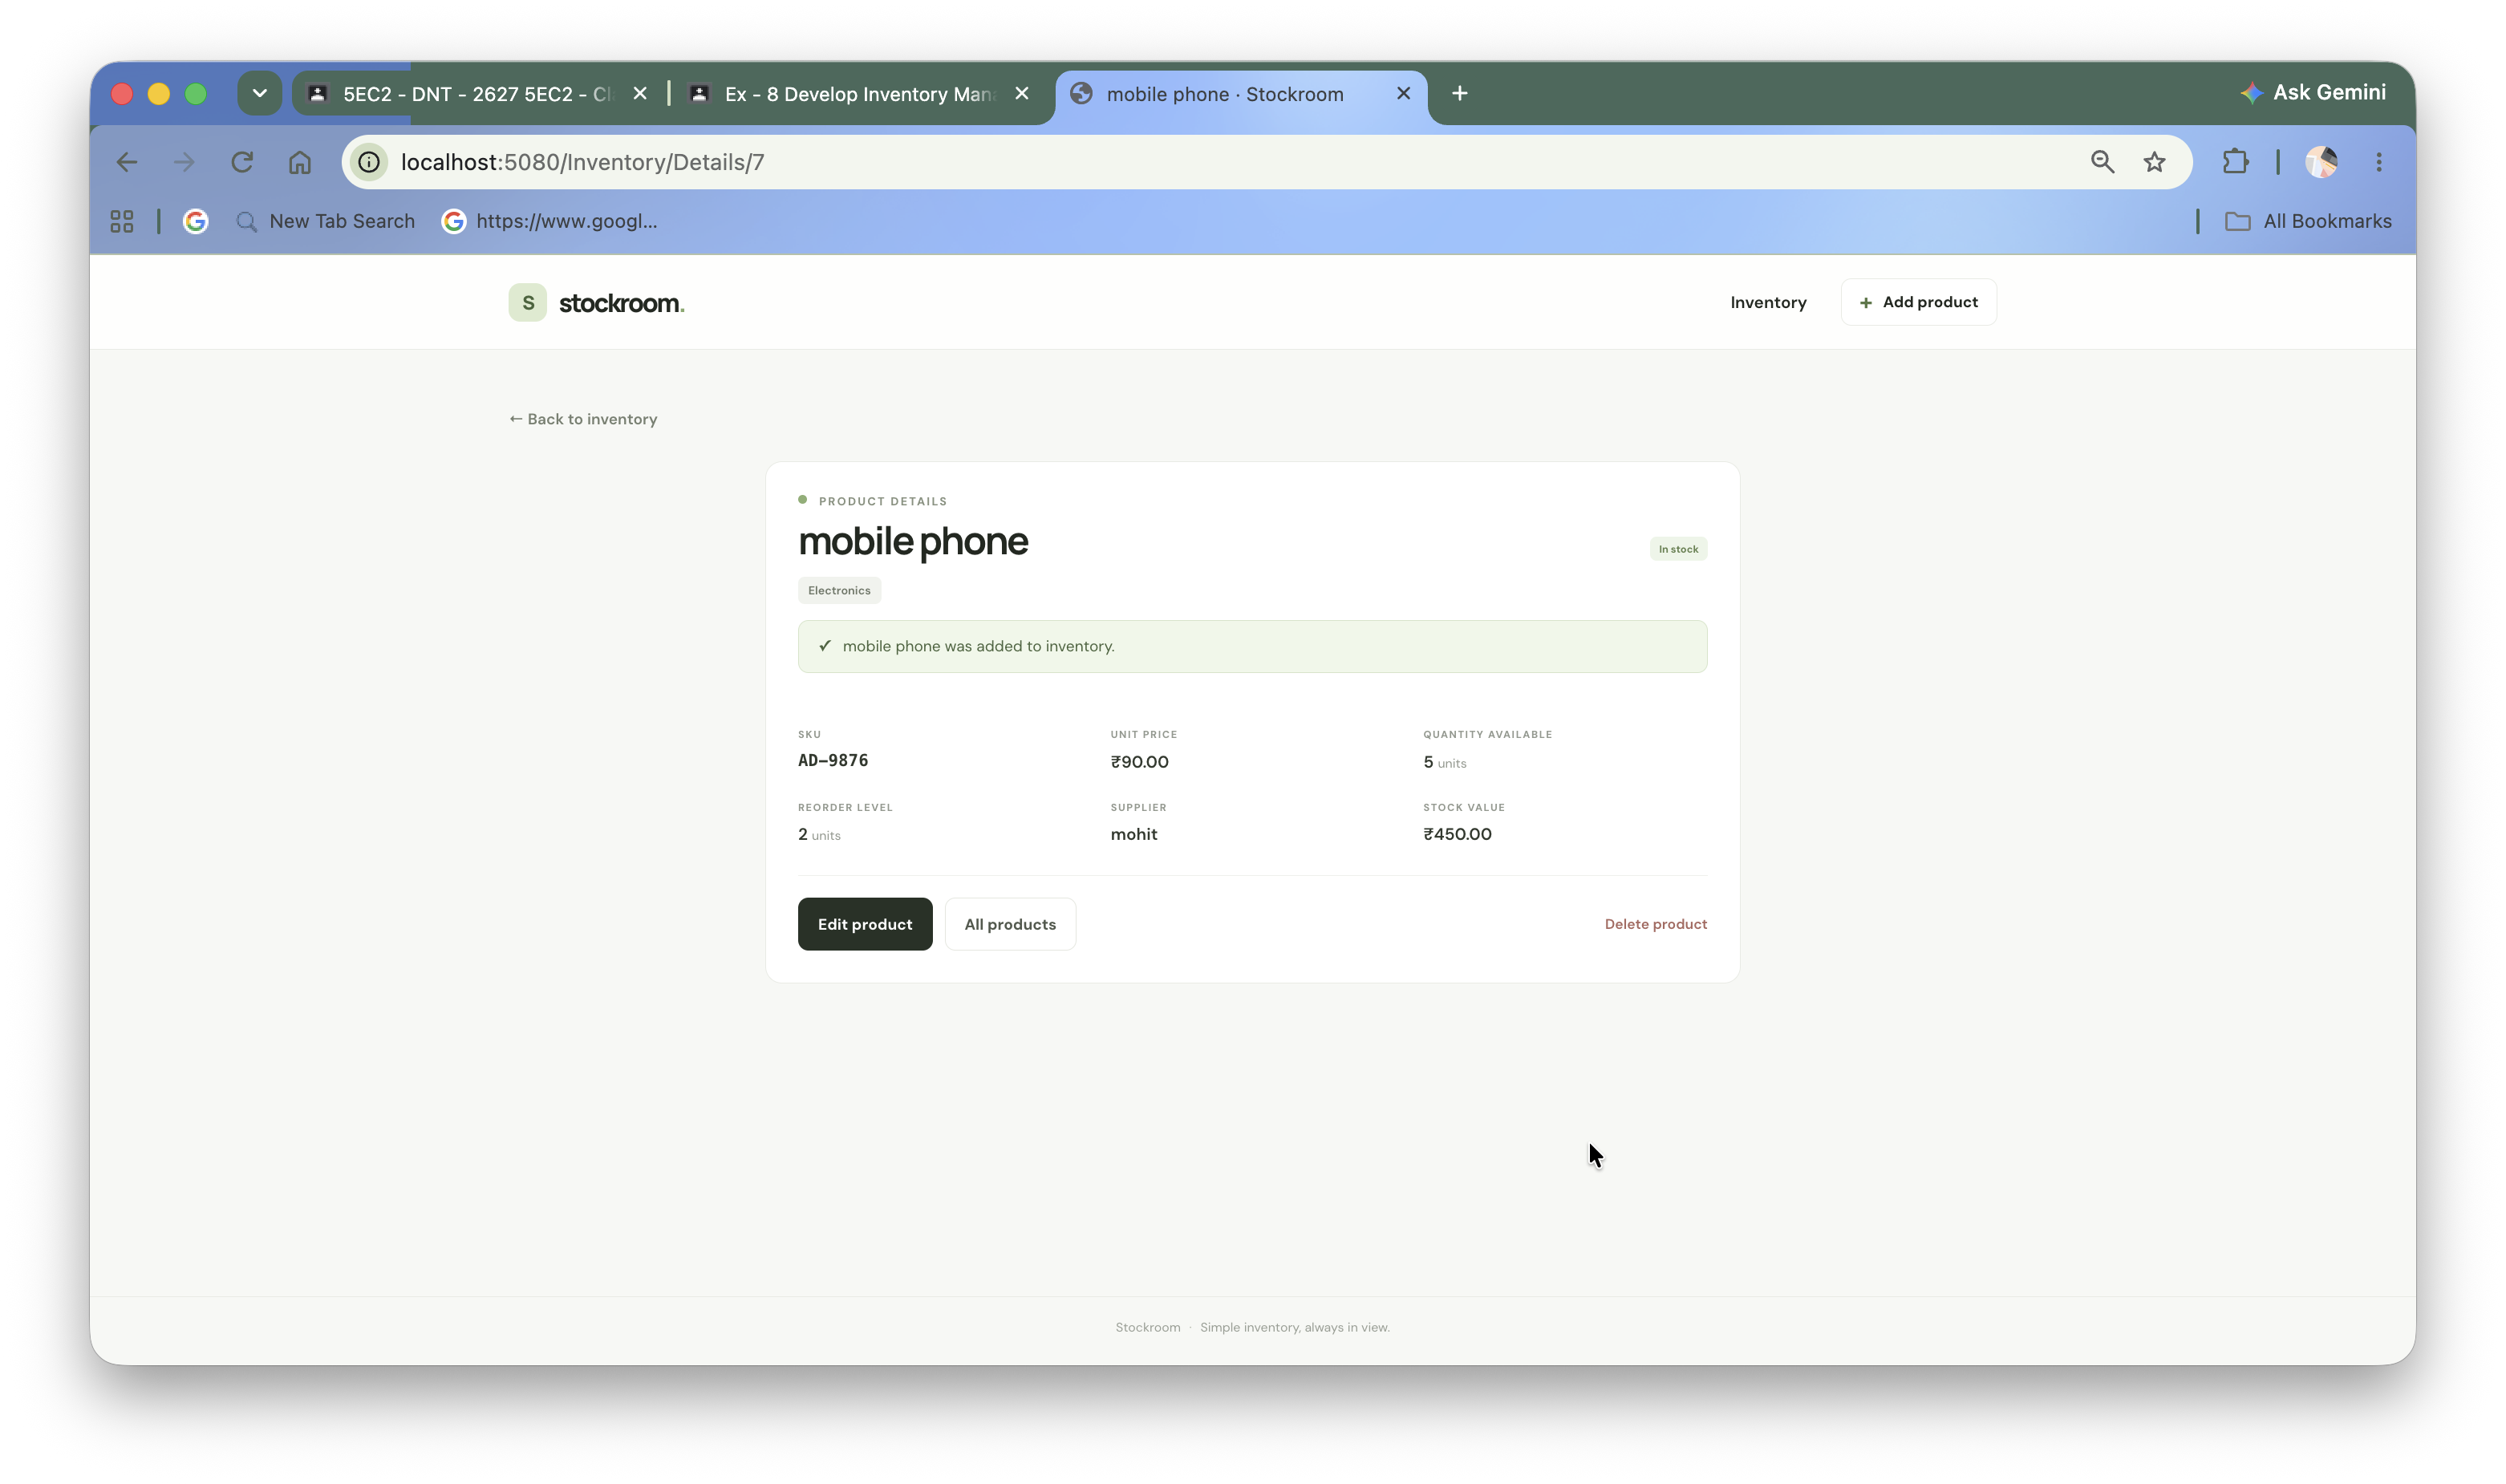 5EC2 - DNT - 2627 5EC2 - Cl
Ex - 8 Develop Inventory Man
mobile phone · Stockroom
Ask Gemini
localhost:5080/Inventory/Details/7
New Tab Search
https://www.googl...
All Bookmarks
S
stockroom.
Inventory
+ Add product
← Back to inventory
PRODUCT DETAILS
mobile phone
In stock
Electronics
✓ mobile phone was added to inventory.
SKU
UNIT PRICE
QUANTITY AVAILABLE
AD-9876
₹90.00
5 units
REORDER LEVEL
SUPPLIER
STOCK VALUE
2 units
mohit
₹450.00
Edit product
All products
Delete product
Stockroom · Simple inventory, always in view.